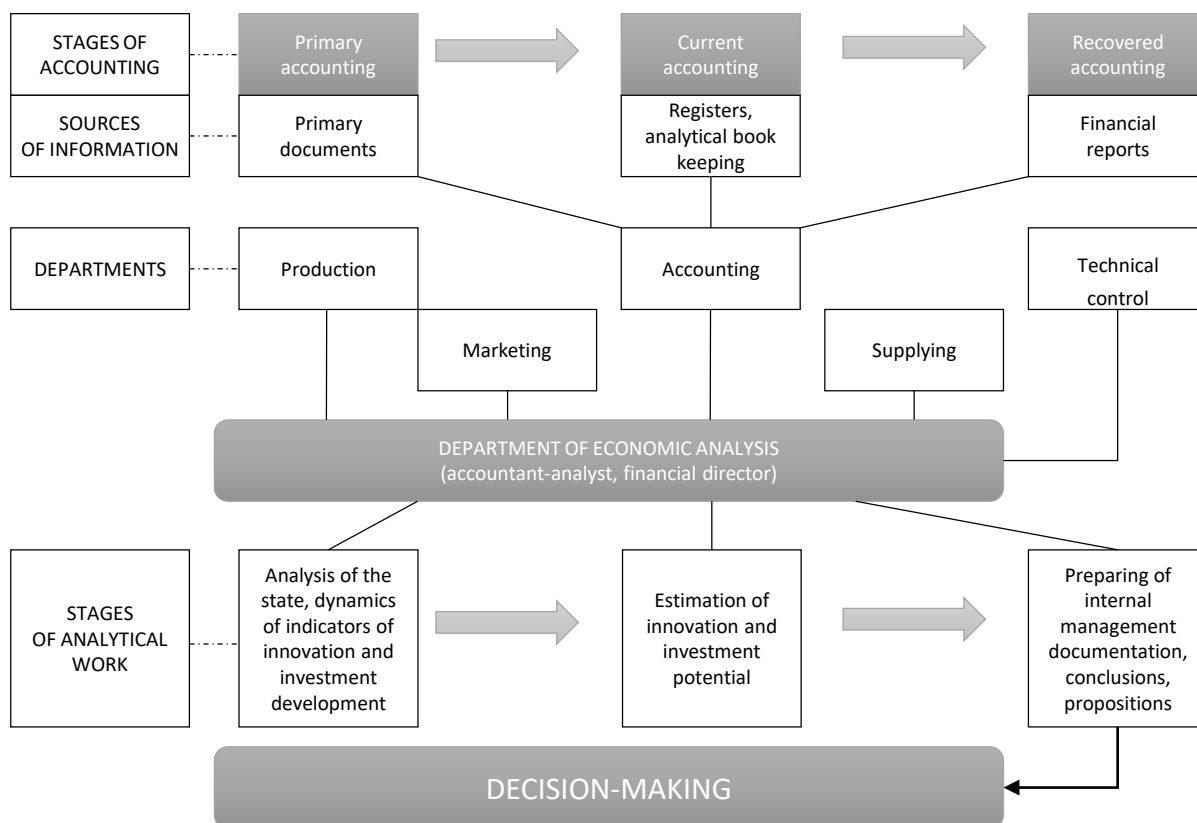 STAGES OF
ACCOUNTING
Primary
accounting
Current
accounting
Recovered
accounting
SOURCES
OF INFORMATION
Primary
documents
Registers,
analytical book
keeping
Financial
reports
DEPARTMENTS
Production
Accounting
Technical
control
Marketing
Supplying
DEPARTMENT OF ECONOMIC ANALYSIS
(accountant-analyst, financial director)
STAGES
OF ANALYTICAL
WORK
Analysis of the
state, dynamics
of indicators of
innovation and
investment
development
Estimation of
innovation and
investment
potential
Preparing of
internal
management
documentation,
conclusions,
propositions
DECISION-MAKING